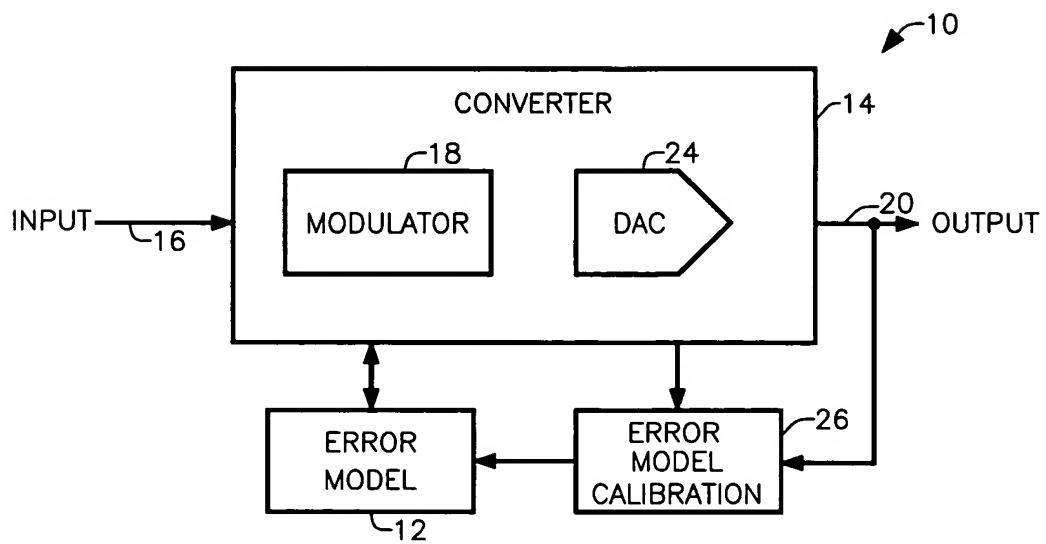 10
CONVERTER
14
18
24
MODULATOR
DAC
INPUT
16
20
OUTPUT
ERROR
MODEL
12
ERROR
MODEL
CALIBRATION
26